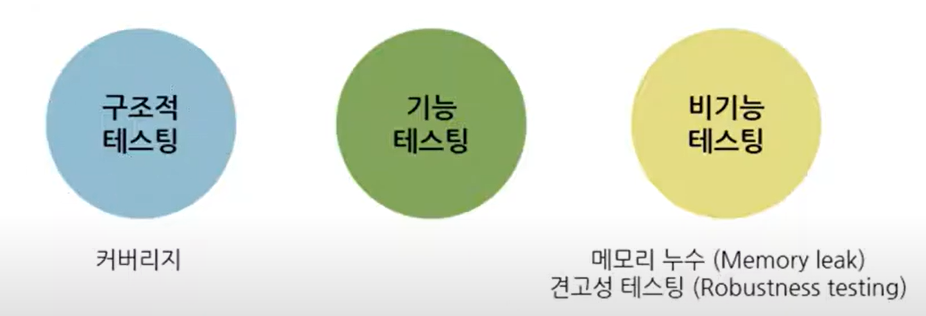 구조적
테스팅
기능
테스팅
비기능
테스팅
커버리지
메모리 누수 (Memory leak)
견고성 테스팅 (Robustness testing)